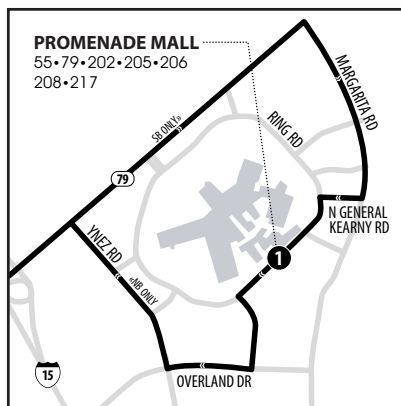 PROMENADE MALL
55•79•202•205•206
208•217
SB ONLY»
MARGARITA RD
RING RD
79
N GENERAL
KEARNY RD
YNEZ RD
«NB ONLY
1
15
OVERLAND DR